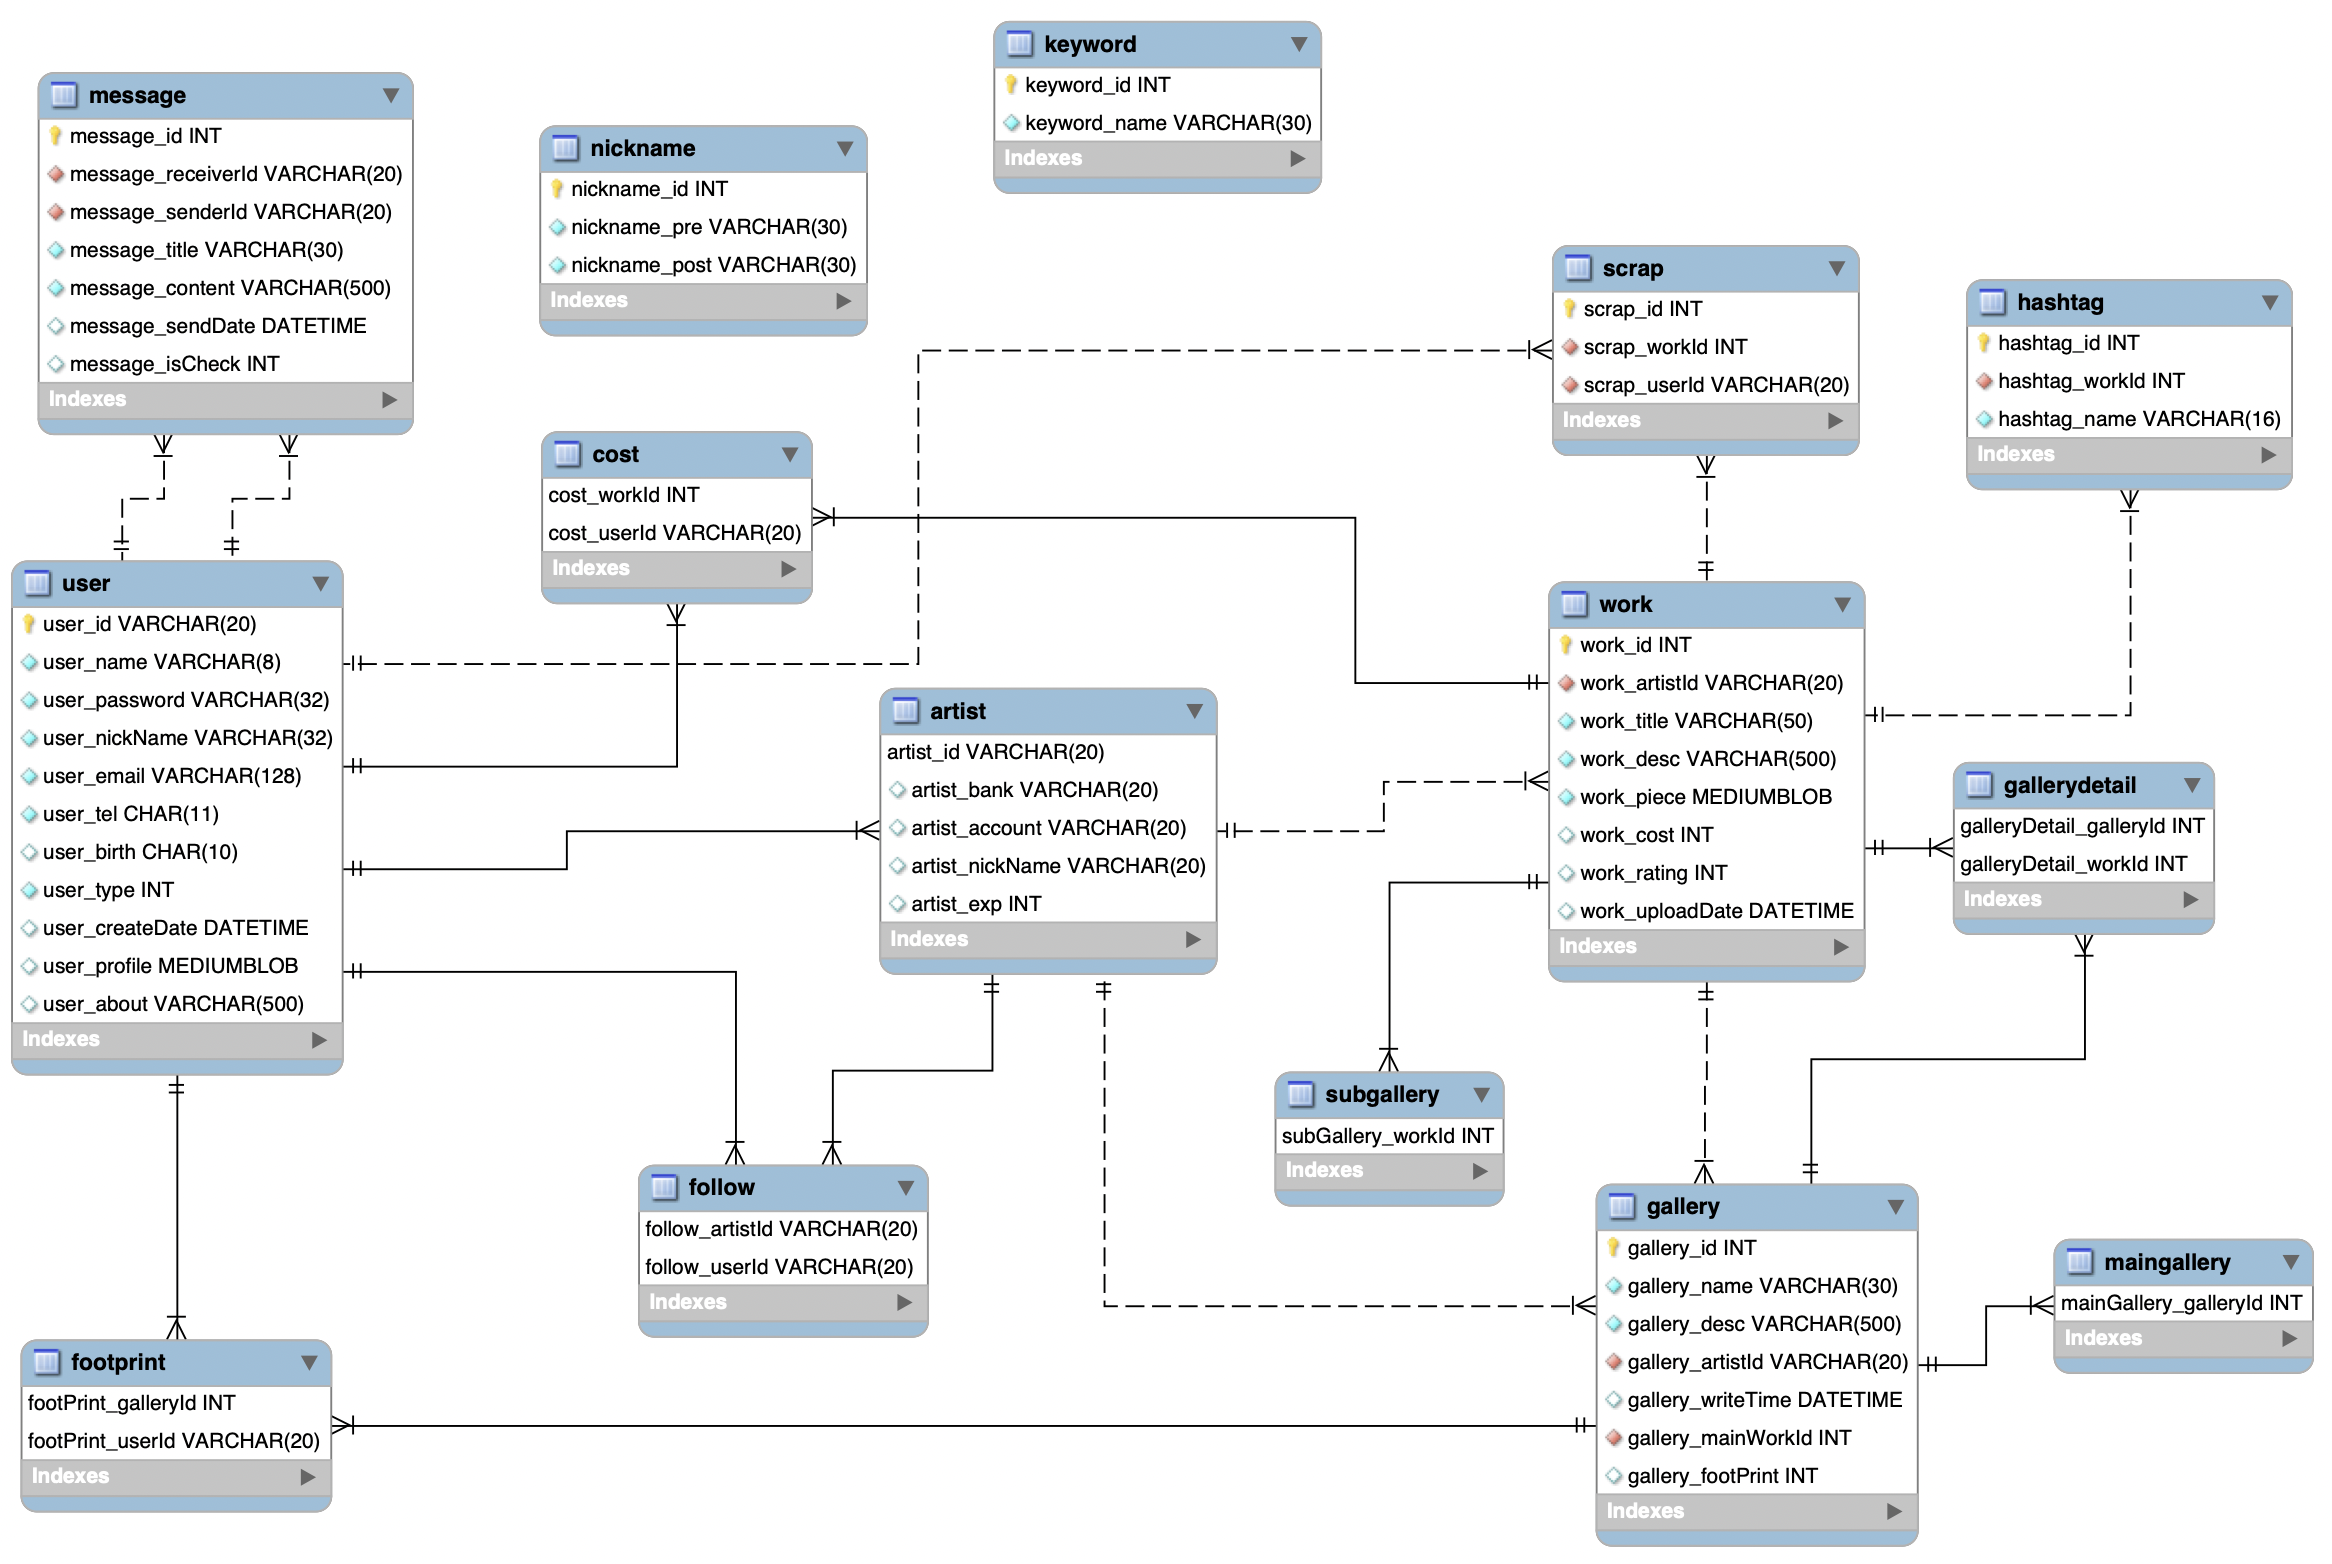 keyword
keyword_id INT
keyword_name VARCHAR(30)
Indexes
message
message_id INT
message_receiverId VARCHAR(20)
message_senderId VARCHAR(20)
message_title VARCHAR(30)
message_content VARCHAR(500)
message_sendDate DATETIME
message_isCheck INT
Indexes
nickname
nickname_id INT
nickname_pre VARCHAR(30)
nickname_post VARCHAR(30)
Indexes
scrap
scrap_id INT
scrap_workId INT
scrap_userId VARCHAR(20)
Indexes
hashtag
hashtag_id INT
hashtag_workId INT
hashtag_name VARCHAR(16)
Indexes
cost
cost_workId INT
cost_userId VARCHAR(20)
Indexes
user
user_id VARCHAR(20)
user_name VARCHAR(8)
user_password VARCHAR(32)
user_nickName VARCHAR(32)
user_email VARCHAR(128)
user_tel CHAR(11)
user_birth CHAR(10)
user_type INT
user_createDate DATETIME
user_profile MEDIUMBLOB
user_about VARCHAR(500)
Indexes
work
work_id INT
work_artistId VARCHAR(20)
work_title VARCHAR(50)
work_desc VARCHAR(500)
work_piece MEDIUMBLOB
work_cost INT
work_rating INT
work_uploadDate DATETIME
Indexes
artist
artist_id VARCHAR(20)
artist_bank VARCHAR(20)
artist_account VARCHAR(20)
artist_nickName VARCHAR(20)
artist_exp INT
Indexes
gallerydetail
galleryDetail_galleryId INT
galleryDetail_workId INT
Indexes
subgallery
subGallery_workId INT
Indexes
follow
follow_artistId VARCHAR(20)
follow_userId VARCHAR(20)
Indexes
gallery
gallery_id INT
gallery_name VARCHAR(30)
gallery_desc VARCHAR(500)
gallery_artistId VARCHAR(20)
gallery_writeTime DATETIME
gallery_mainWorkId INT
gallery_footPrint INT
Indexes
maingallery
mainGallery_galleryId INT
Indexes
footprint
footPrint_galleryId INT
footPrint_userId VARCHAR(20)
Indexes